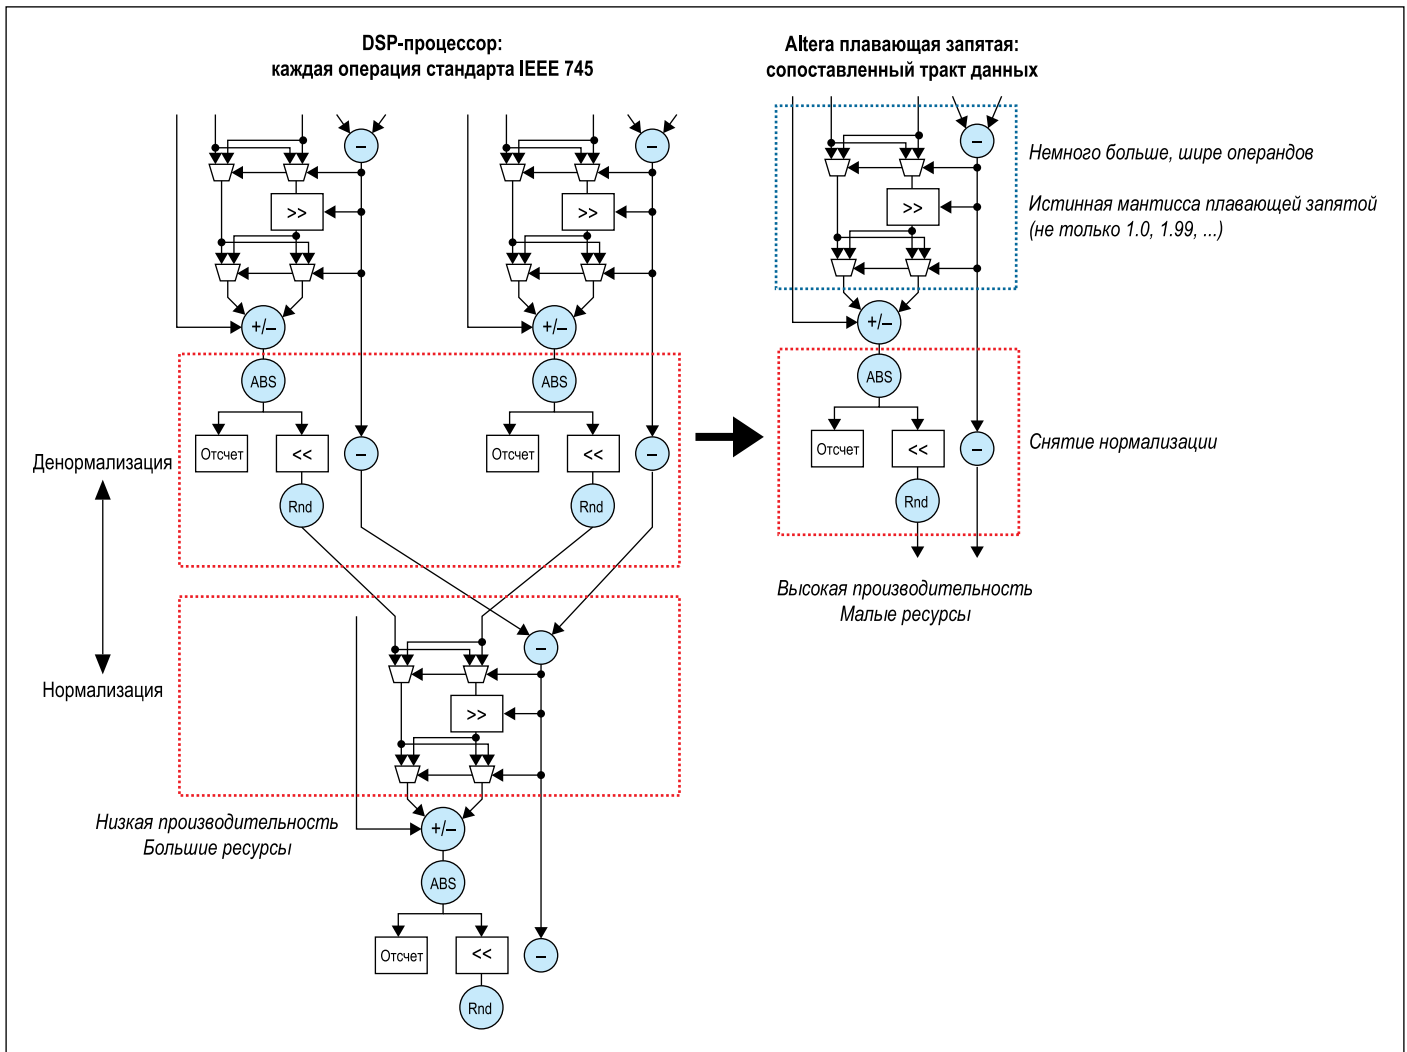 DSP-процессор:
каждая операция стандарта IEEE 745
Altera плавающая запятая:
сопоставленный тракт данных
–
–
–
>>
>>
>>
Немного больше, шире операндов
Истинная мантисса плавающей запятой
(не только 1.0, 1.99, ...)
+/–
+/–
+/–
ABS
ABS
ABS
Отсчет
<<
–
Отсчет
<<
–
Отсчет
<<
–
Снятие нормализации
Денормализация
Rnd
Rnd
Rnd
Высокая производительность
Малые ресурсы
–
Нормализация
>>
Низкая производительность
Большие ресурсы
+/–
ABS
Отсчет
<<
–
Rnd